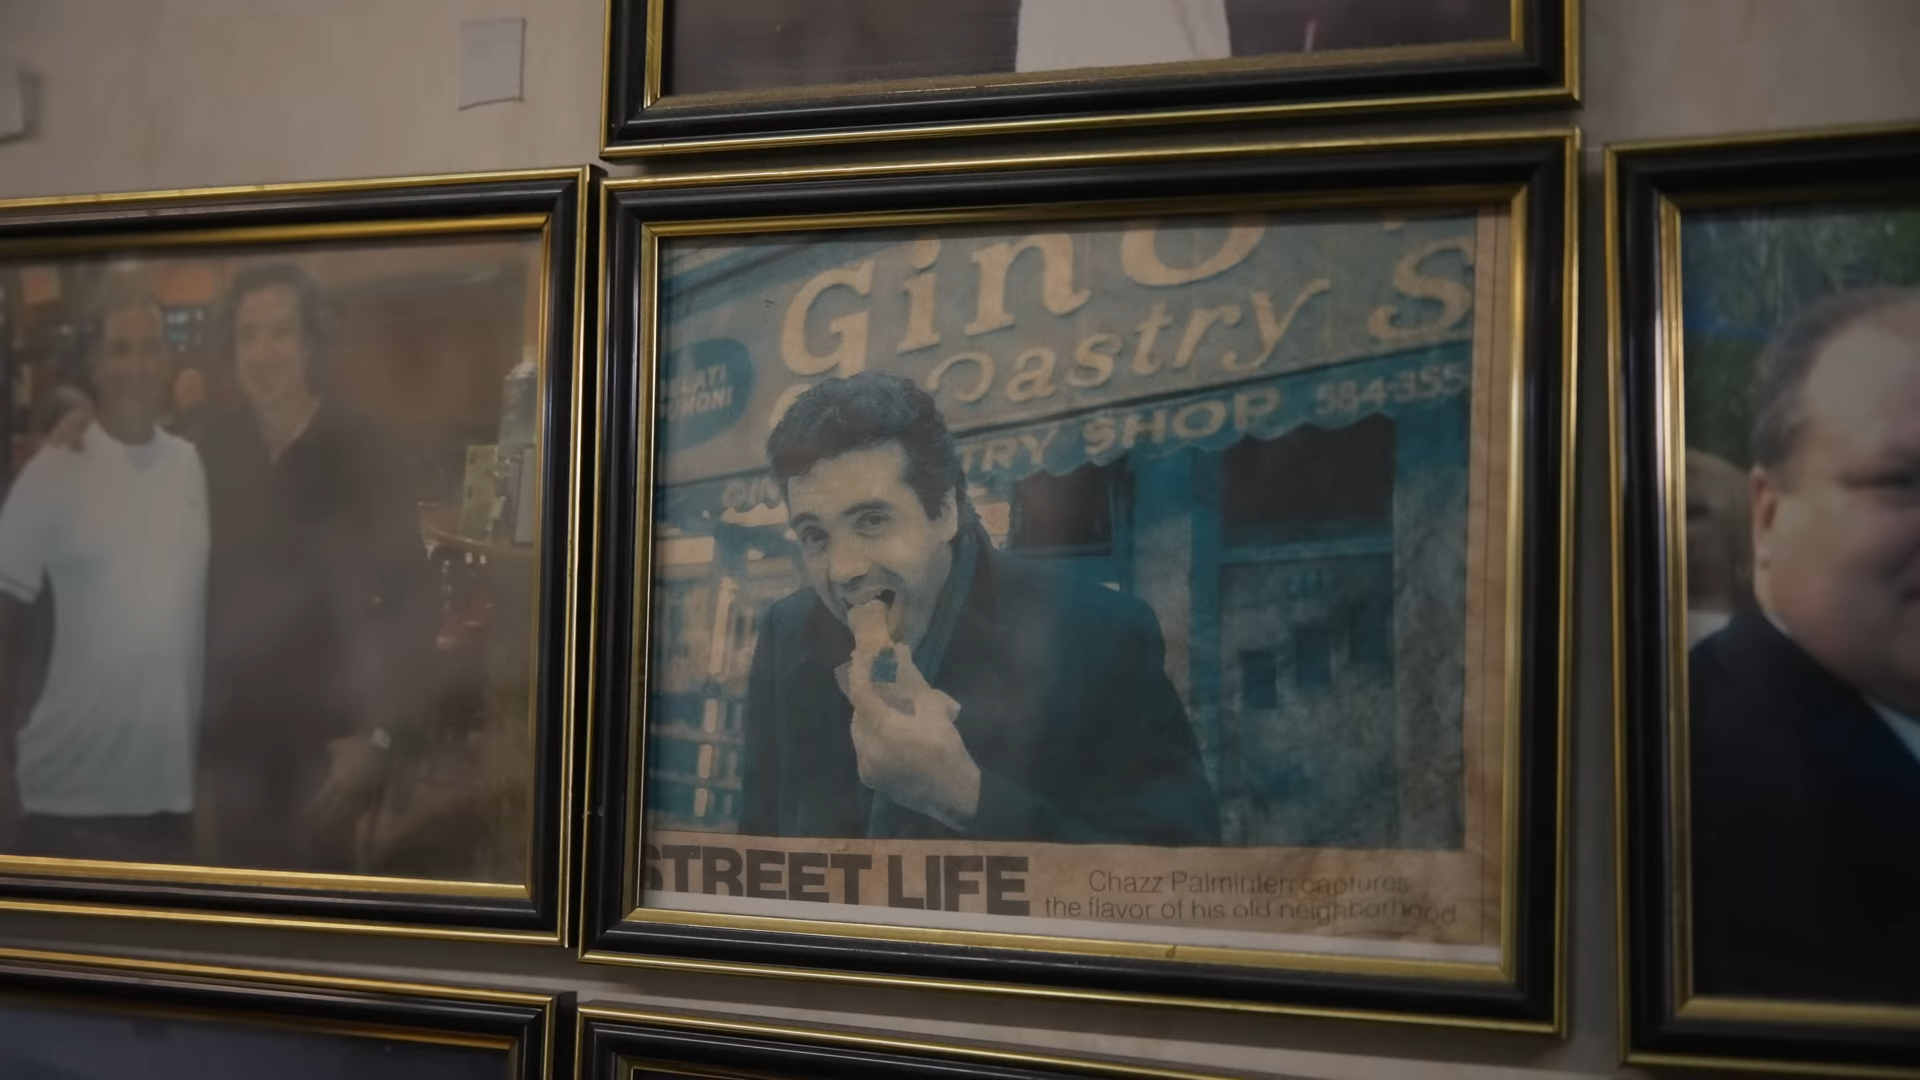 Gino's
Pastry
GELATI
SPUMONI
PASTRY SHOP 584-355
STREET LIFE
Chazz Palminteri captures
the flavor of his old neighborhood